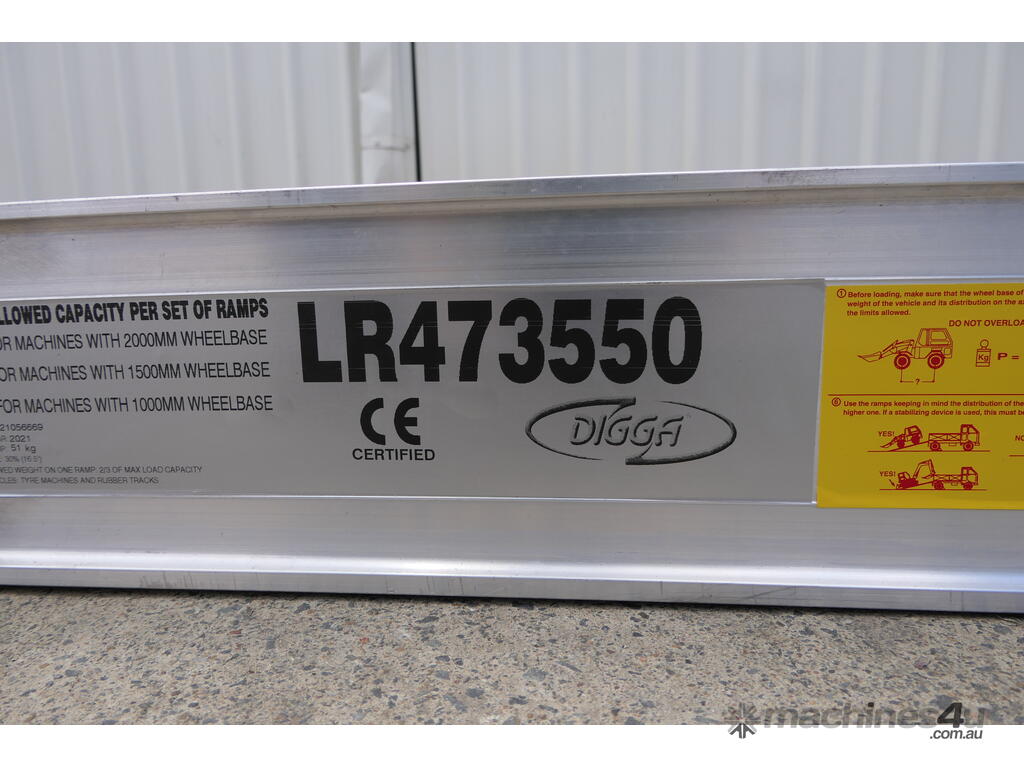 LLOWED CAPACITY PER SET OF RAMPS
OR MACHINES WITH 2000MM WHEELBASE
OR MACHINES WITH 1500MM WHEELBASE
FOR MACHINES WITH 1000MM WHEELBASE
21056669
AR 2021
P: 51 kg
: 30% (16.5°)
WED WEIGHT ON ONE RAMP: 2/3 OF MAX LOAD CAPACITY
CLES: TYRE MACHINES AND RUBBER TRACKS
LR473550
CE
CERTIFIED
DIGGA
1 Before loading, make sure that the wheel base of
weight of the vehicle and its distribution on the a
the limits allowed.
DO NOT OVERLOA
Kg
P =
?
6 Use the ramps keeping in mind the distribution of the
higher one. If a stabilizing device is used, this must b
YES!
NO
YES!
machines4u
.com.au